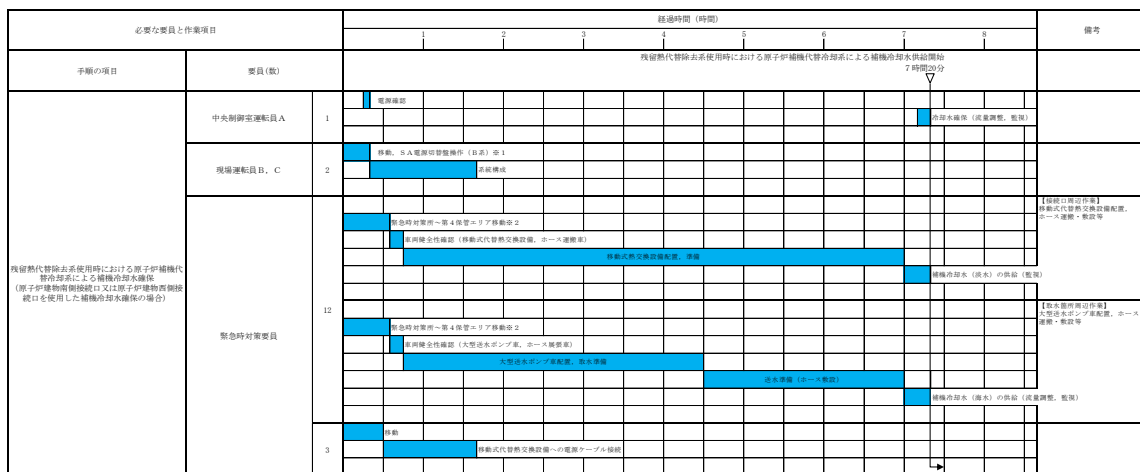 必要な要員と作業項目
経過時間(時間)
備考
1 2 3 4 5 6 7 8
手順の項目
要員(数)
残留熱代替除去系使用時における原子炉補機代替冷却系による補機冷却水供給開始
7時間20分
残留熱代替除去系使用時における原子炉補機代
替冷却系による補機冷却水確保
(原子炉建物南側接続口又は原子炉建物西側接
続口を使用した補機冷却水確保の場合)
中央制御室運転員A
1
電源確認
冷却水確保(流量調整,監視)
現場運転員B,C
2
移動,SA電源切替盤操作(B系)※1
系統構成
緊急時対策要員
12
緊急時対策所~第4保管エリア移動※2
車両健全性確認(移動式代替熱交換設備,ホース運搬車)
移動式熱交換設備配置,準備
補機冷却水(淡水)の供給(監視)
【接続口周辺作業】
移動式代替熱交換設備配置,
ホース運搬・敷設等
緊急時対策所~第4保管エリア移動※2
車両健全性確認(大型送水ポンプ車,ホース展張車)
大型送水ポンプ車配置,取水準備
送水準備(ホース敷設)
補機冷却水(海水)の供給(流量調整,監視)
【取水箇所周辺作業】
大型送水ポンプ車配置,ホース
運搬・敷設等
3
移動
移動式代替熱交換設備への電源ケーブル接続